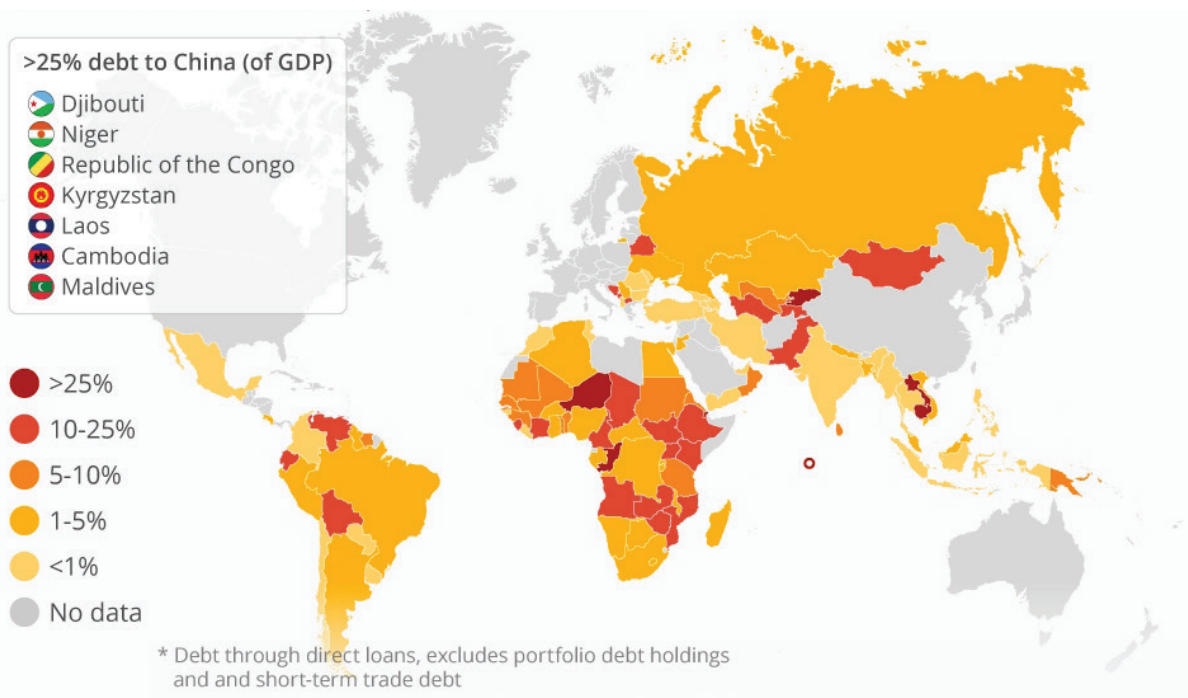 >25% debt to China (of GDP)
Djibouti
Niger
Republic of the Congo
Kyrgyzstan
Laos
Cambodia
Maldives
>25%
10-25%
5-10%
1-5%
<1%
No data
* Debt through direct loans, excludes portfolio debt holdings
and and short-term trade debt